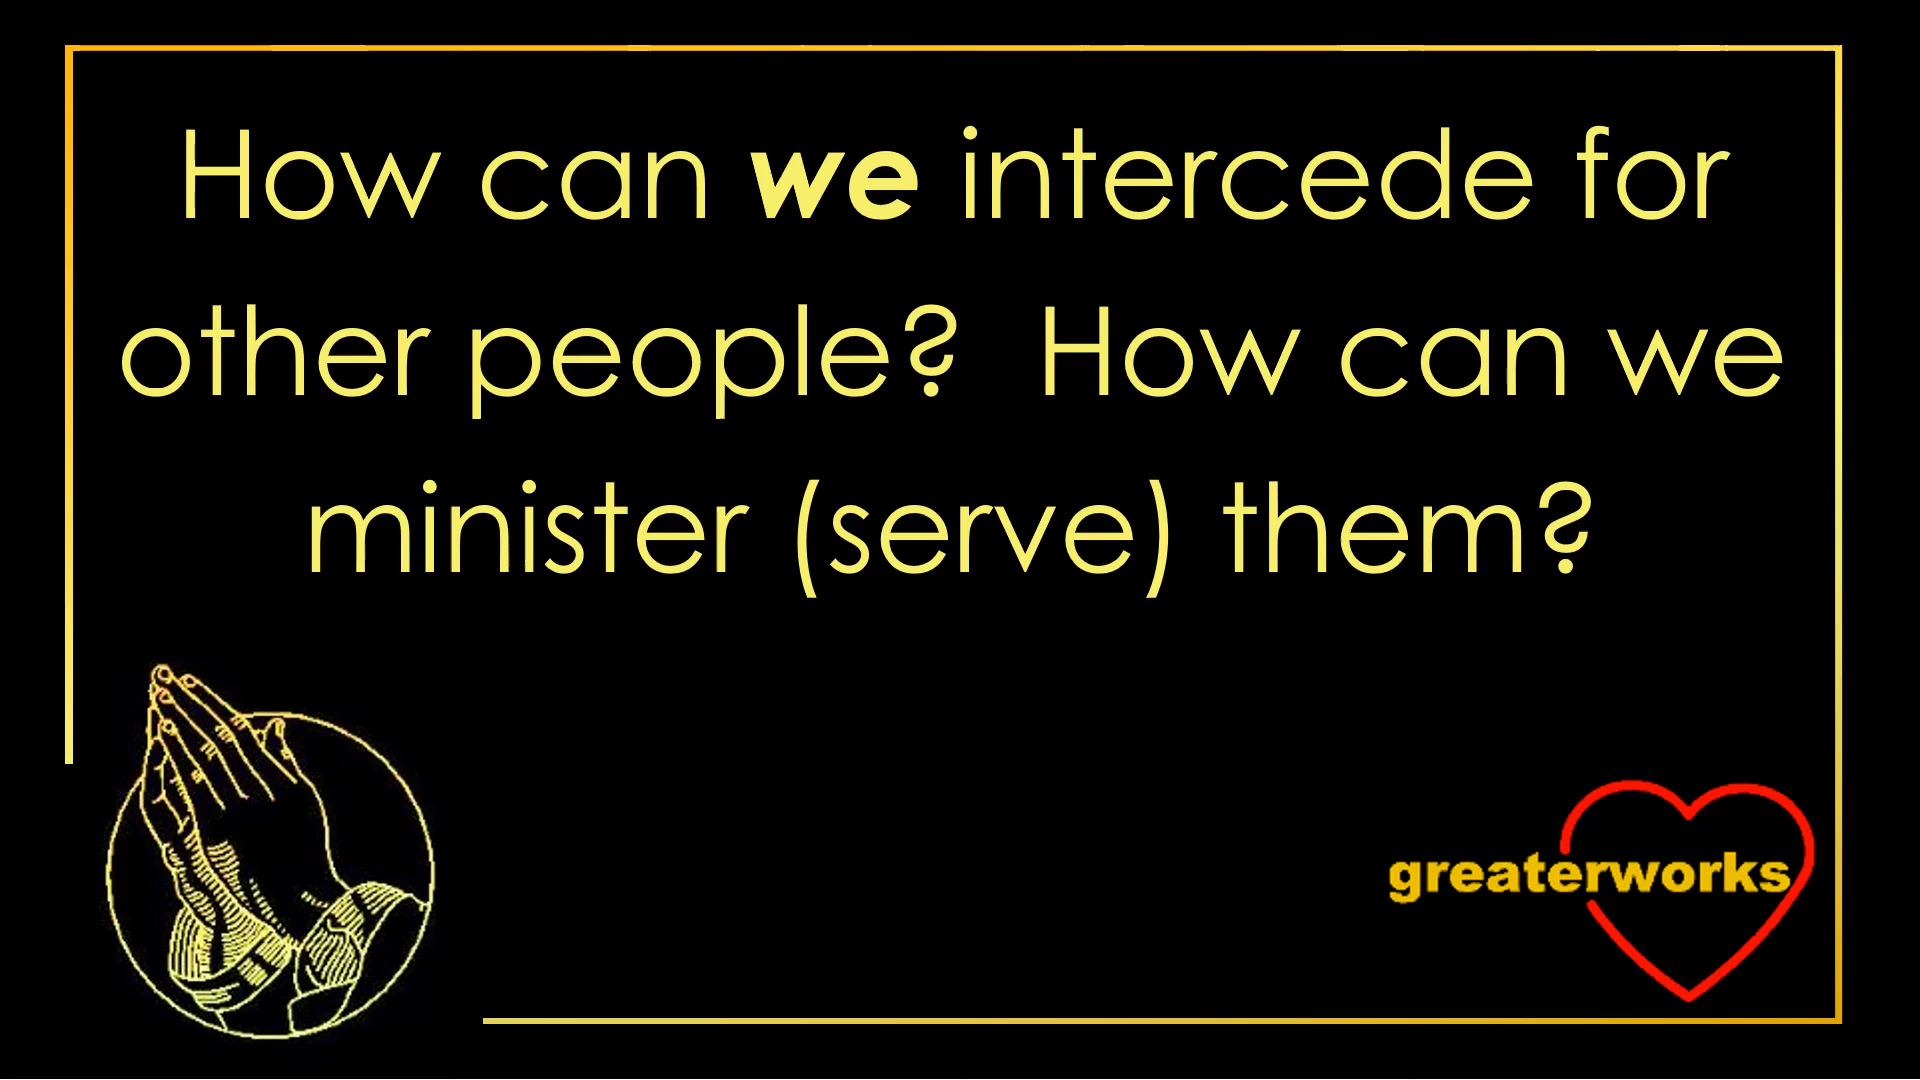 How can we intercede for
other people?  How can we
minister (serve) them?
greaterworks